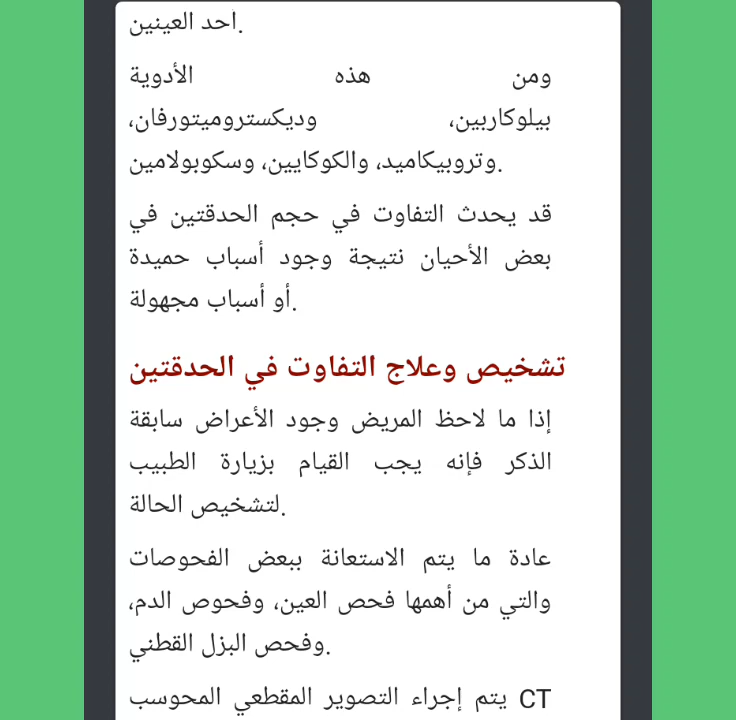 أحد العينين.
ومن هذه الأدوية
بيلوكاربين، وديكستروميتورفان،
وتروبيكاميد، والكوكايين، وسكوبولامين.
قد يحدث التفاوت في حجم الحدقتين في
بعض الأحيان نتيجة وجود أسباب حميدة
أو أسباب مجهولة.
تشخيص وعلاج التفاوت في الحدقتين
إذا ما لاحظ المريض وجود الأعراض سابقة
الذكر فإنه يجب القيام بزيارة الطبيب
لتشخيص الحالة.
عادة ما يتم الاستعانة ببعض الفحوصات
والتي من أهمها فحص العين، وفحوص الدم،
وفحص البزل القطني.
CT يتم إجراء التصوير المقطعي المحوسب